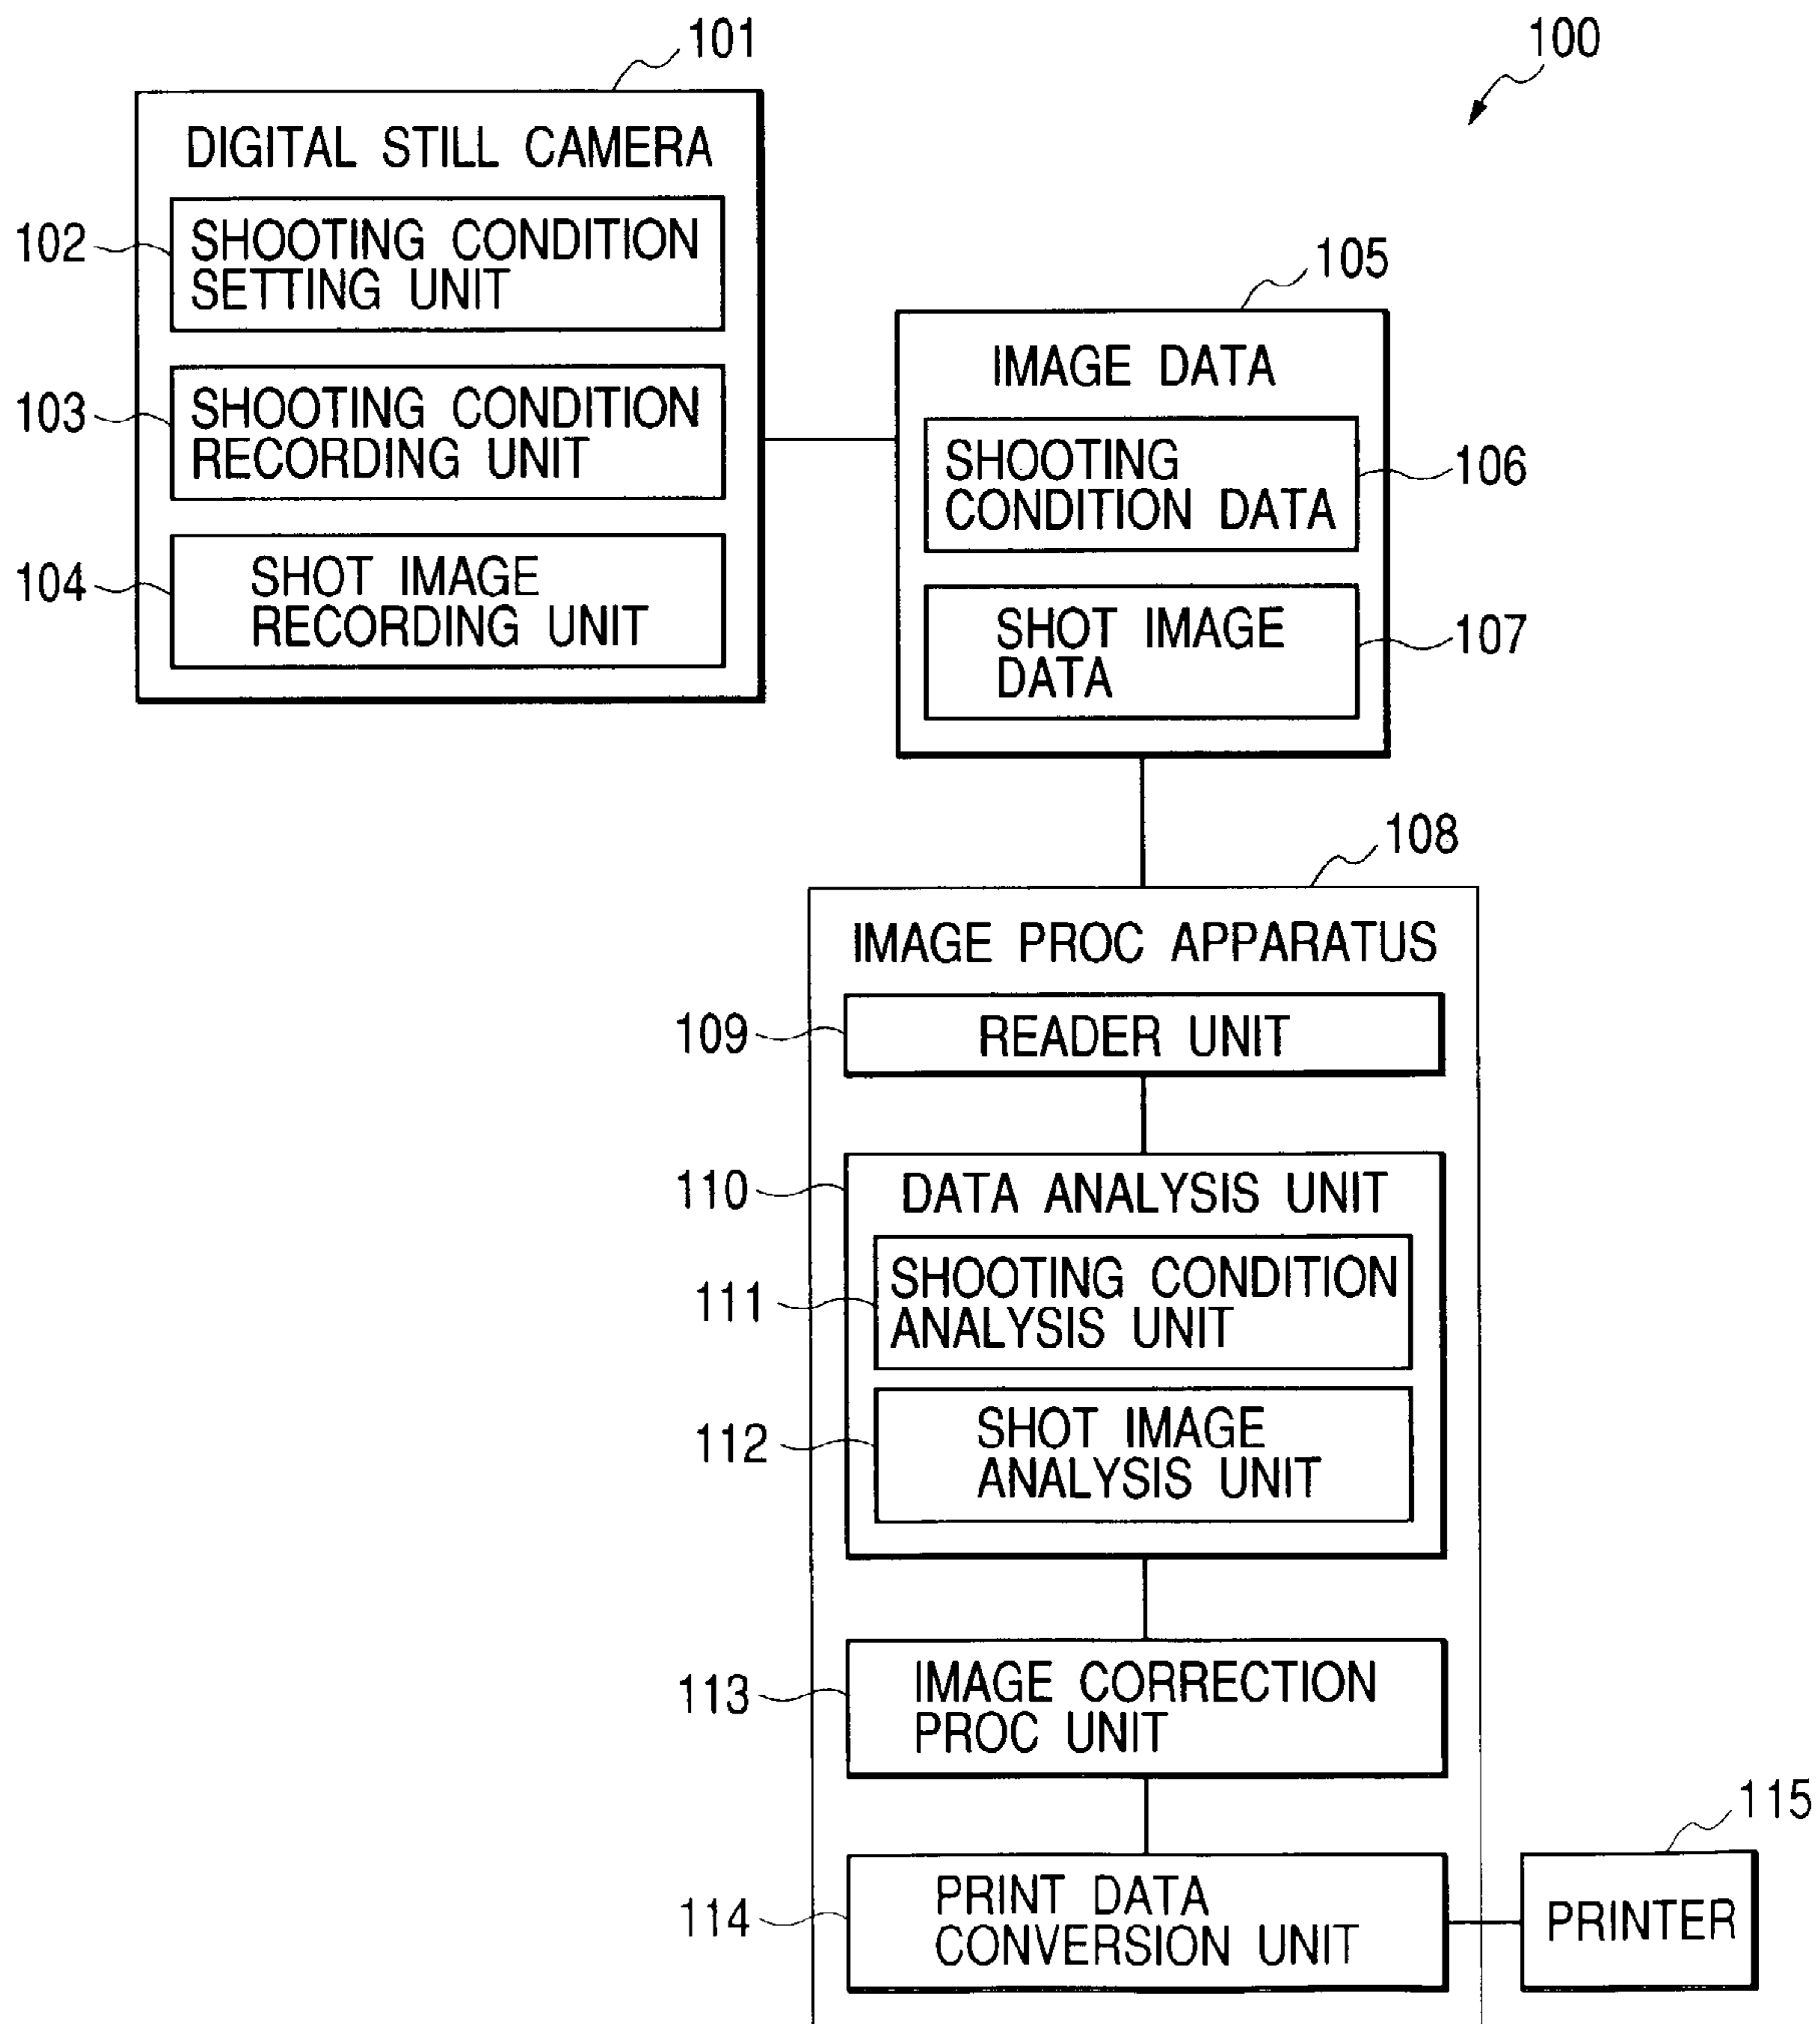 101
100
DIGITAL STILL CAMERA
102
SHOOTING CONDITION
SETTING UNIT
103
SHOOTING CONDITION
RECORDING UNIT
104
SHOT IMAGE
RECORDING UNIT
105
IMAGE DATA
SHOOTING
CONDITION DATA
106
SHOT IMAGE
DATA
107
108
IMAGE PROC APPARATUS
109
READER UNIT
110
DATA ANALYSIS UNIT
111
SHOOTING CONDITION
ANALYSIS UNIT
112
SHOT IMAGE
ANALYSIS UNIT
113
IMAGE CORRECTION
PROC UNIT
114
PRINT DATA
CONVERSION UNIT
115
PRINTER